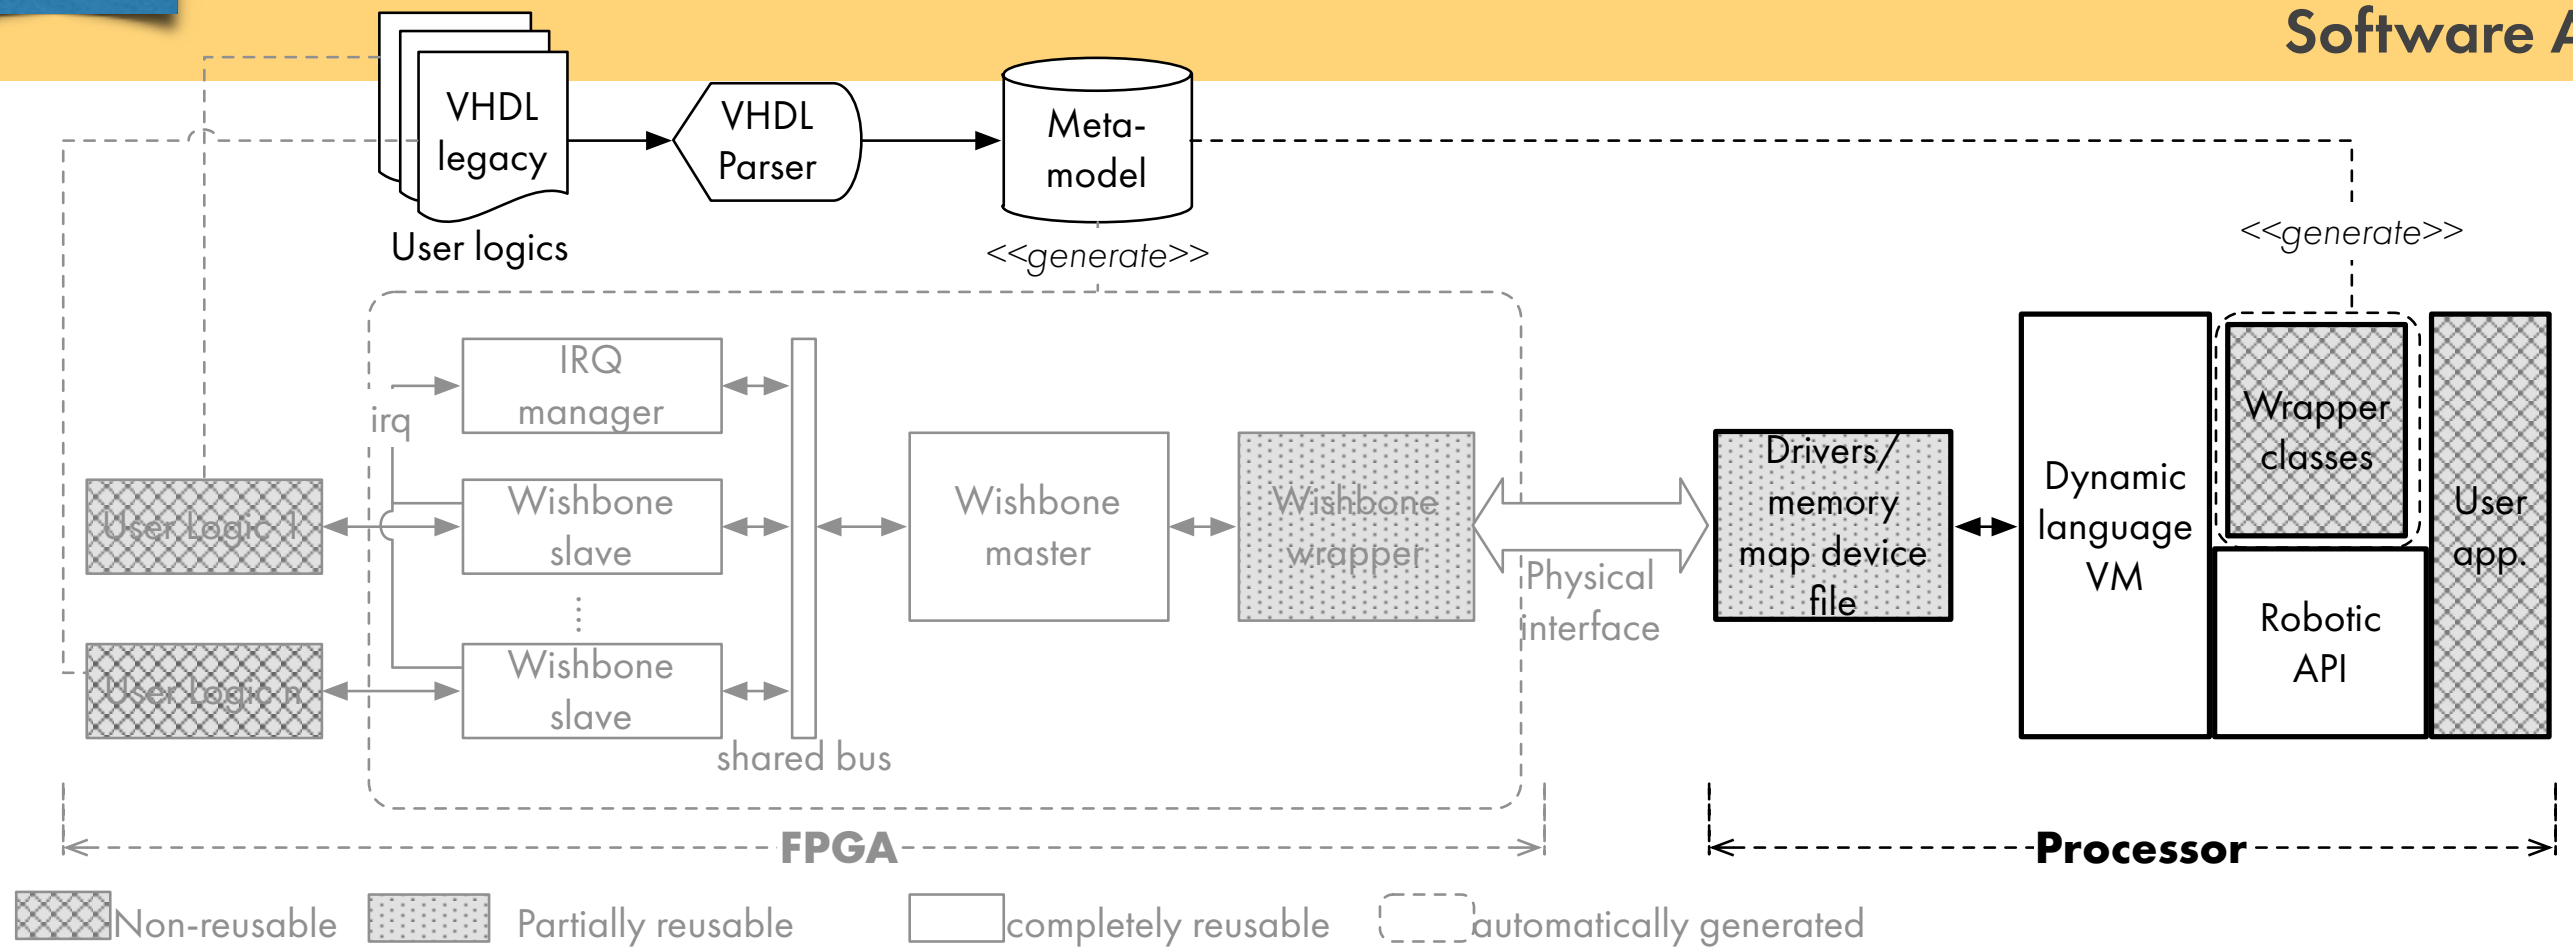 Software A
VHDL
legacy
VHDL
Parser
Meta-
model
User logics
<<generate>>
<<generate>>
IRQ
manager
irq
User Logic 1
Wishbone
slave
Wishbone
master
Wishbone
wrapper
Physical
interface
User Logic n
Wishbone
slave
shared bus
Drivers/
memory
map device
file
Dynamic
language
VM
Wrapper
classes
Robotic
API
User
app.
FPGA
Processor
Non-reusable
Partially reusable
completely reusable
automatically generated